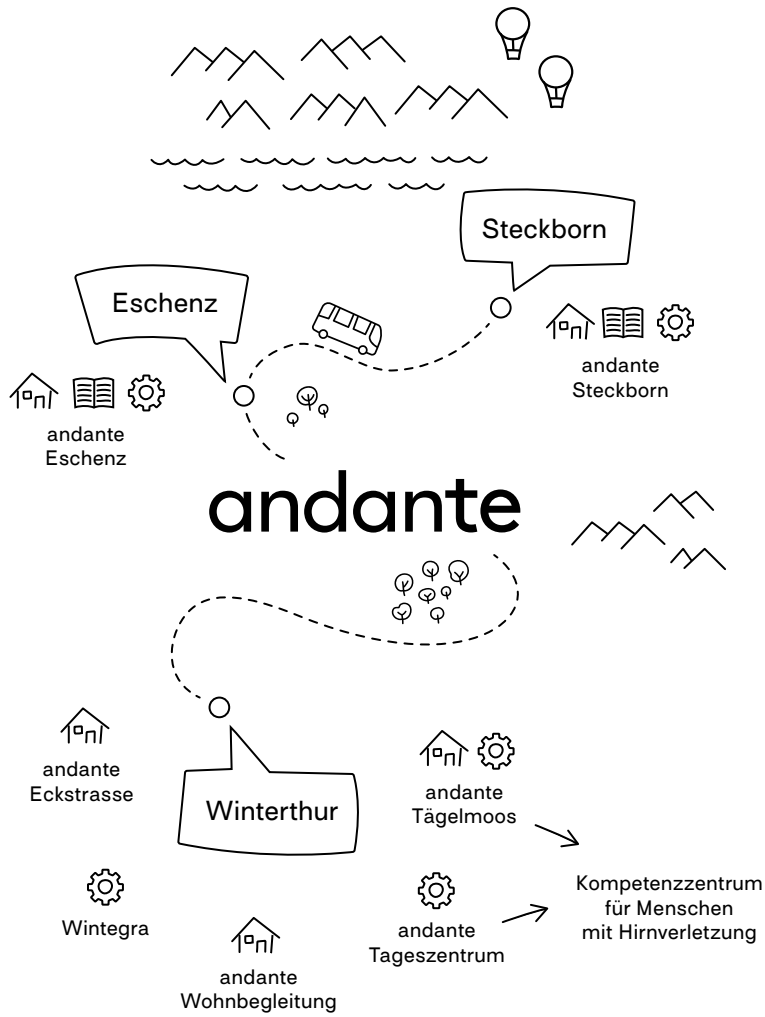 Steckborn
Eschenz
andante
Steckborn
andante
Eschenz
andante
andante
Eckstrasse
Winterthur
andante
Tägelmoos
Kompetenzzentrum
für Menschen
mit Hirnverletzung
Wintegra
andante
Tageszentrum
andante
Wohnbegleitung